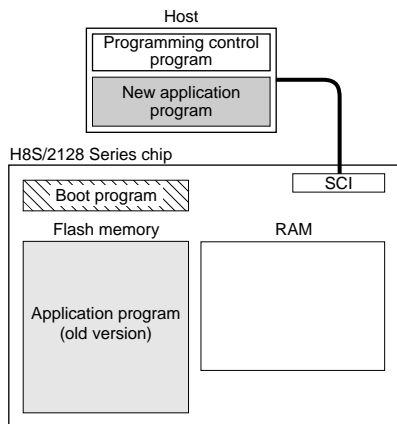 Host
Programming control
program
New application
program
H8S/2128 Series chip
SCI
Boot program
Flash memory
RAM
Application program
(old version)